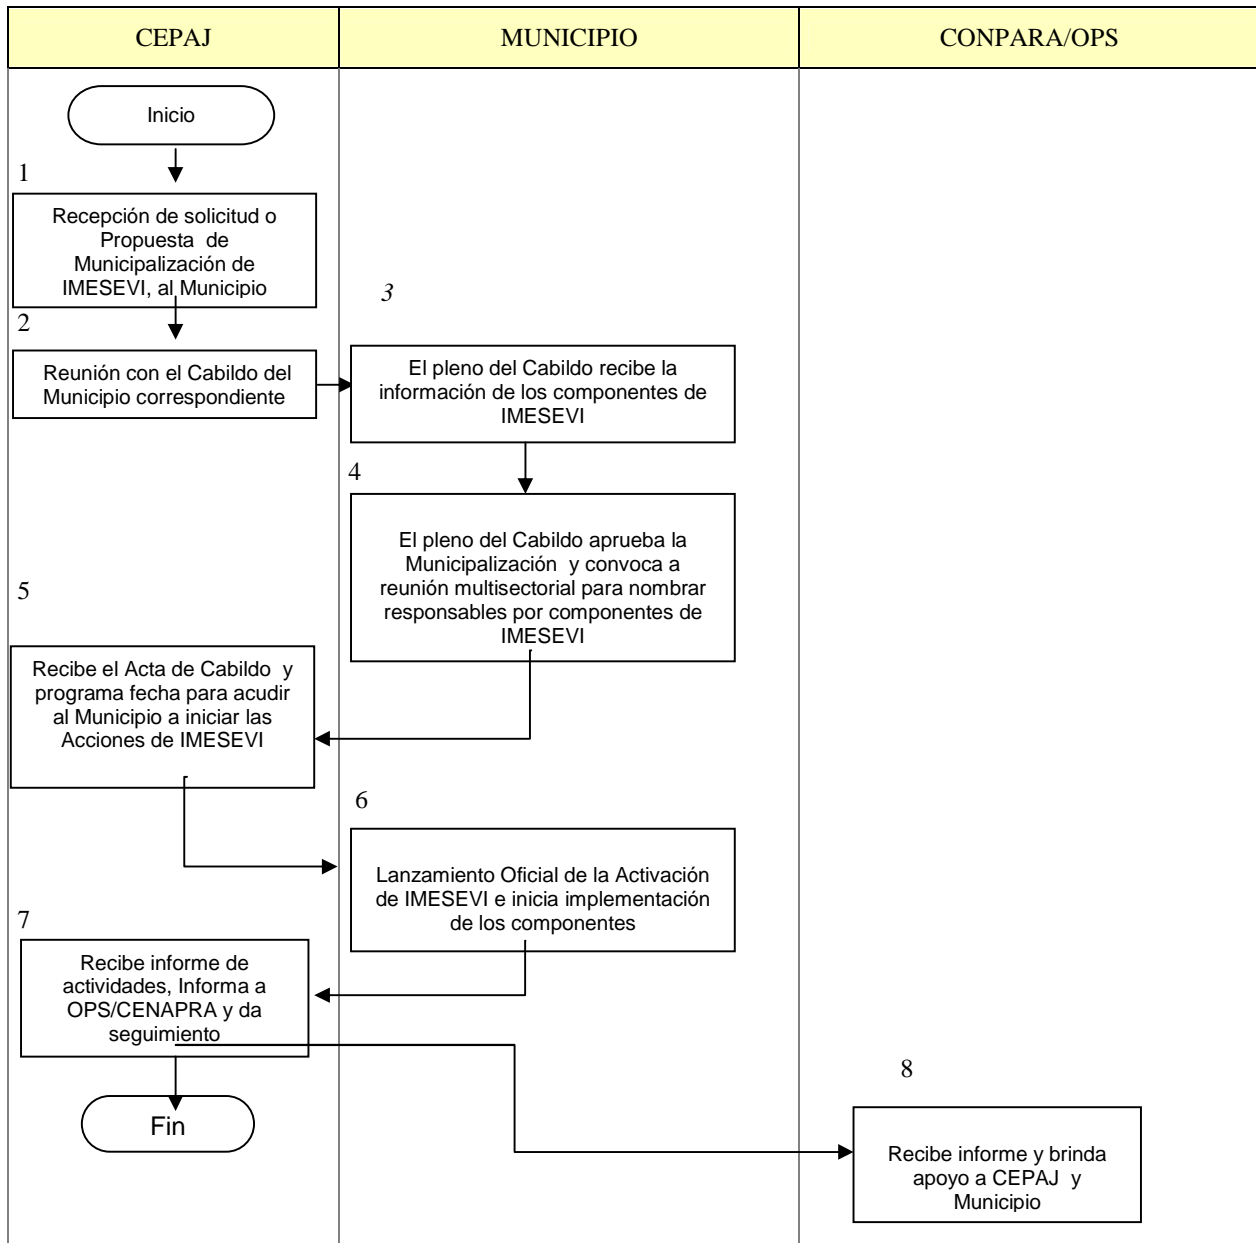 CEPAJ
MUNICIPIO
CONPARA/OPS
Inicio
1
Recepción de solicitud o
Propuesta de
Municipalización de
IMESEVI, al Municipio
2
Reunión con el Cabildo del
Municipio correspondiente
3
El pleno del Cabildo recibe la
información de los componentes de
IMESEVI
4
El pleno del Cabildo aprueba la
Municipalización y convoca a
reunión multisectorial para nombrar
responsables por componentes de
IMESEVI
5
Recibe el Acta de Cabildo y
programa fecha para acudir
al Municipio a iniciar las
Acciones de IMESEVI
6
Lanzamiento Oficial de la Activación
de IMESEVI e inicia implementación
de los componentes
7
Recibe informe de
actividades, Informa a
OPS/CENAPRA y da
seguimiento
Fin
8
Recibe informe y brinda
apoyo a CEPAJ y
Municipio